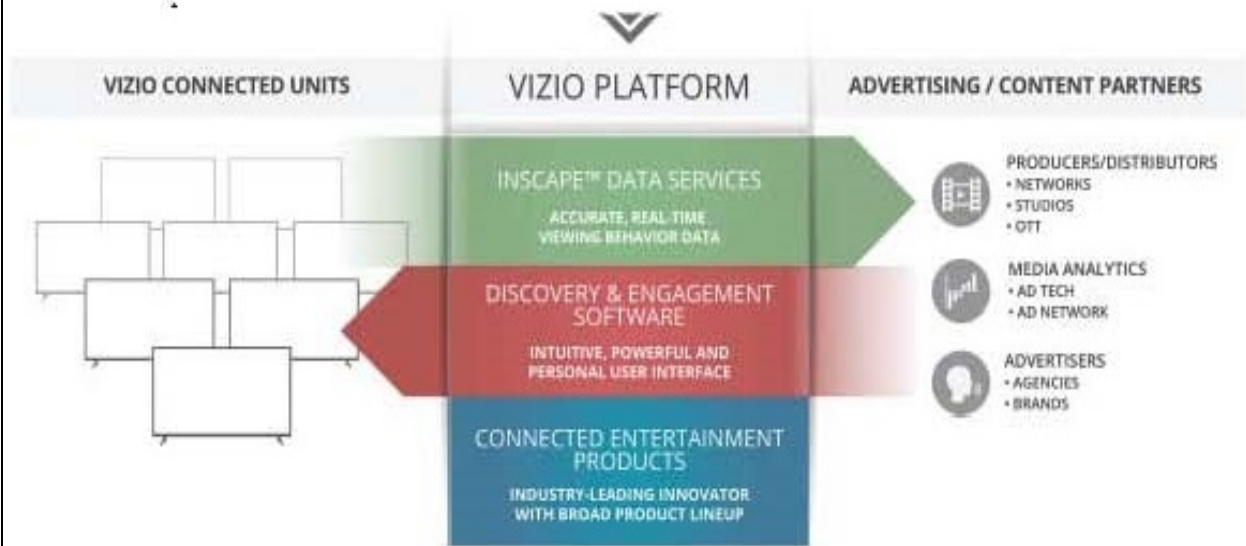 VIZIO CONNECTED UNITS
VIZIO PLATFORM
ADVERTISING / CONTENT PARTNERS
INSCAPE™ DATA SERVICES
ACCURATE, REAL-TIME
VIEWING BEHAVIOR DATA
DISCOVERY & ENGAGEMENT
SOFTWARE
INTUITIVE, POWERFUL AND
PERSONAL USER INTERFACE
CONNECTED ENTERTAINMENT
PRODUCTS
INDUSTRY-LEADING INNOVATOR
WITH BROAD PRODUCT LINEUP
PRODUCERS/DISTRIBUTORS
• NETWORKS
• STUDIOS
• OTT
MEDIA ANALYTICS
• AD TECH
• AD NETWORK
ADVERTISERS
• AGENCIES
• BRANDS